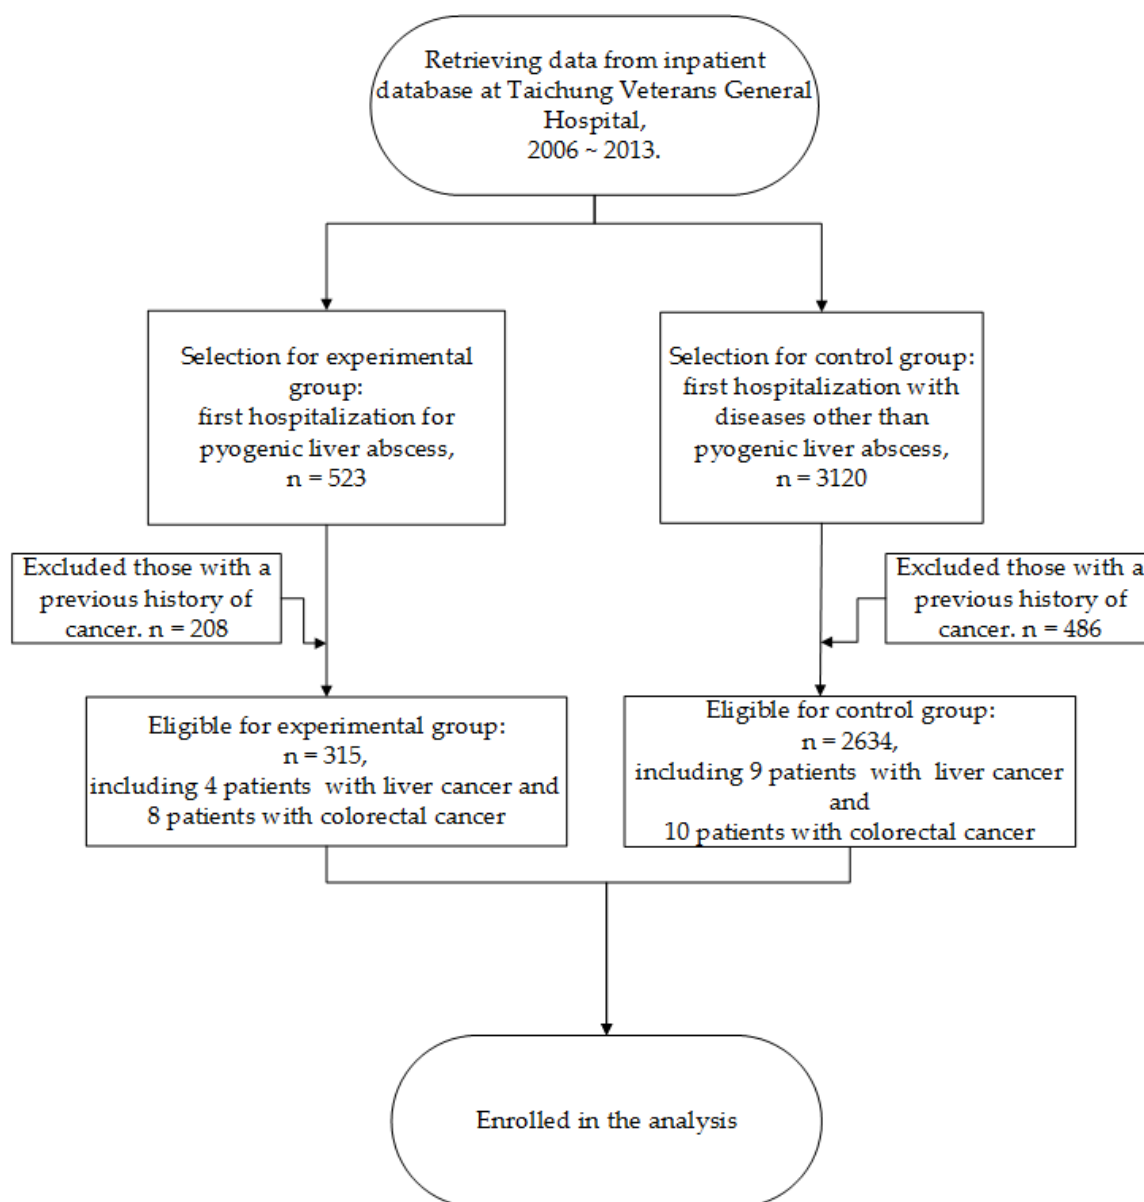 Retrieving data from inpatient
database at Taichung Veterans General
Hospital,
2006 ~ 2013.
Selection for experimental
group:
first hospitalization for
pyogenic liver abscess,
n = 523
Selection for control group:
first hospitalization with
diseases other than
pyogenic liver abscess,
n = 3120
Excluded those with a
previous history of
cancer. n = 208
Excluded those with a
previous history of
cancer. n = 486
Eligible for experimental group:
n = 315,
including 4 patients with liver cancer and
8 patients with colorectal cancer
Eligible for control group:
n = 2634,
including 9 patients with liver cancer
and
10 patients with colorectal cancer
Enrolled in the analysis